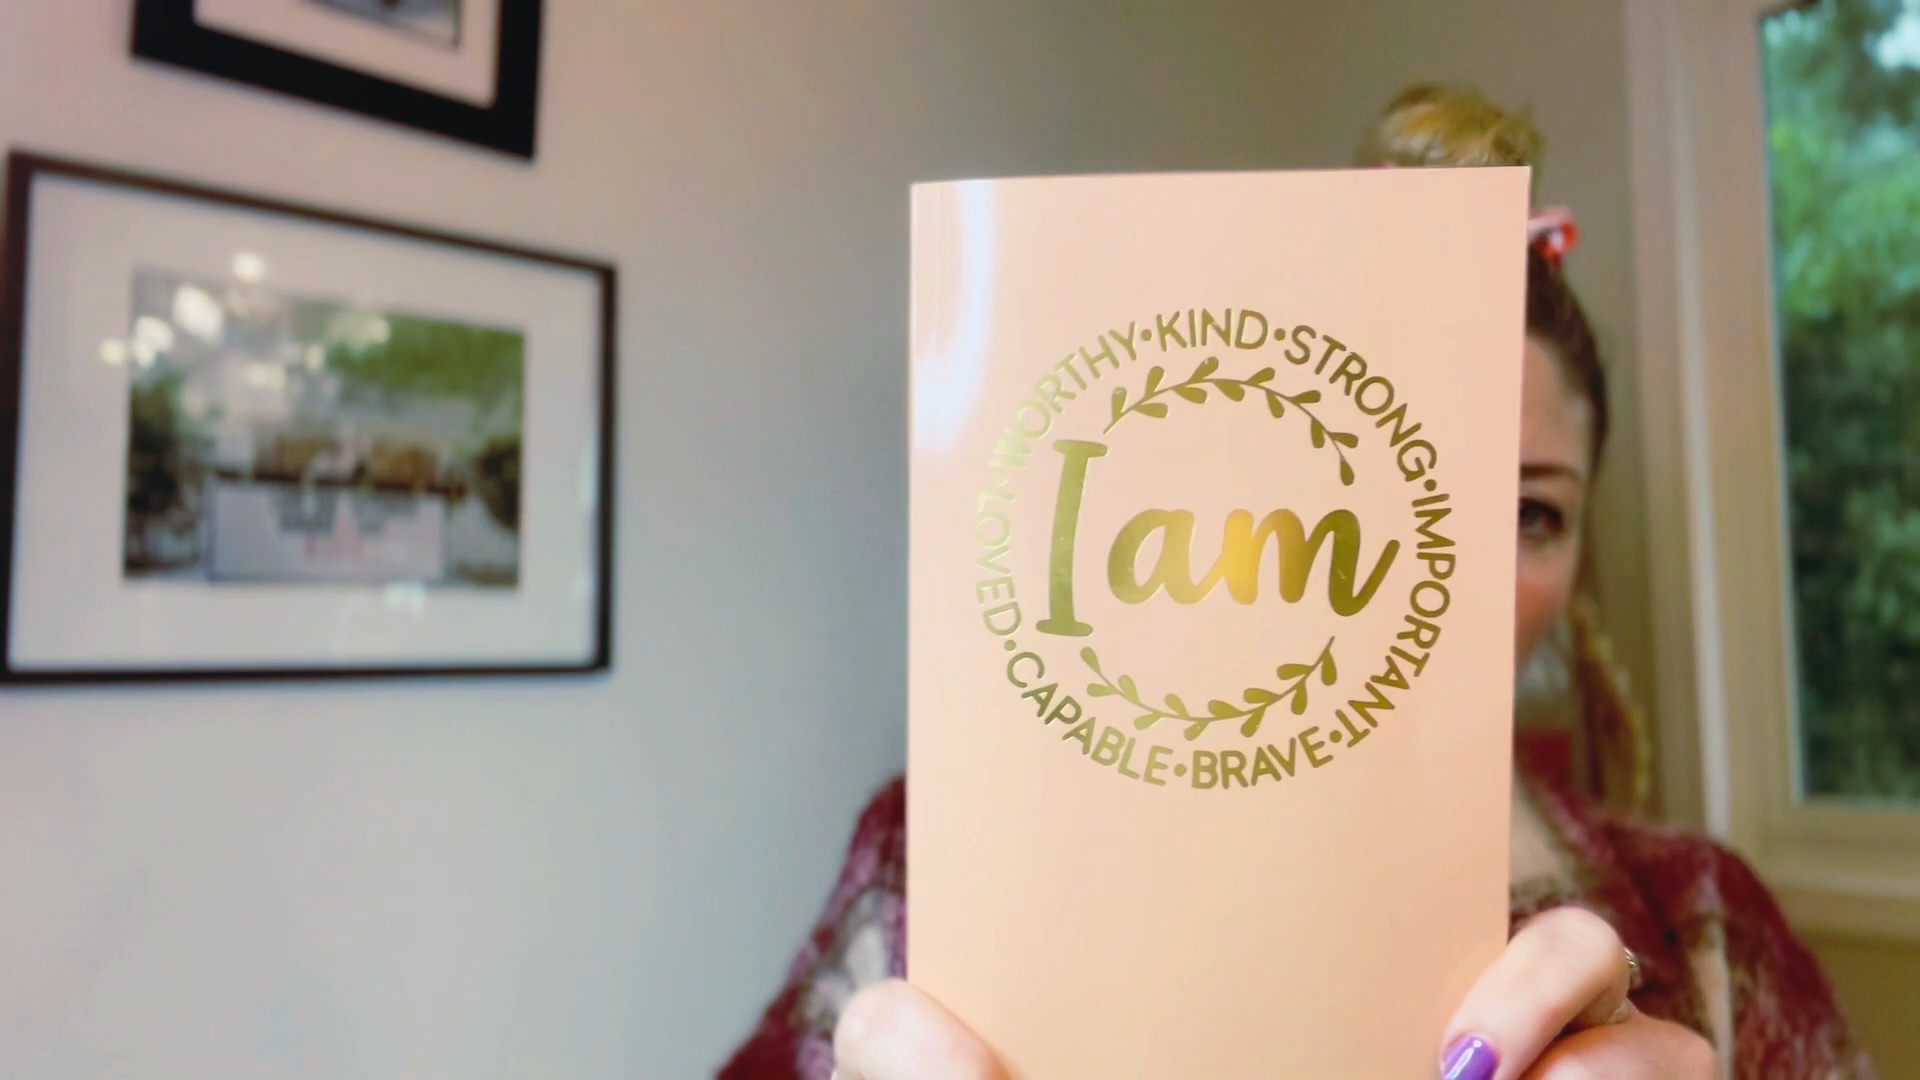 WORTHY•KIND•STRONG•IMPORTANT•BRAVE•CAPABLE•LOVED•
I am